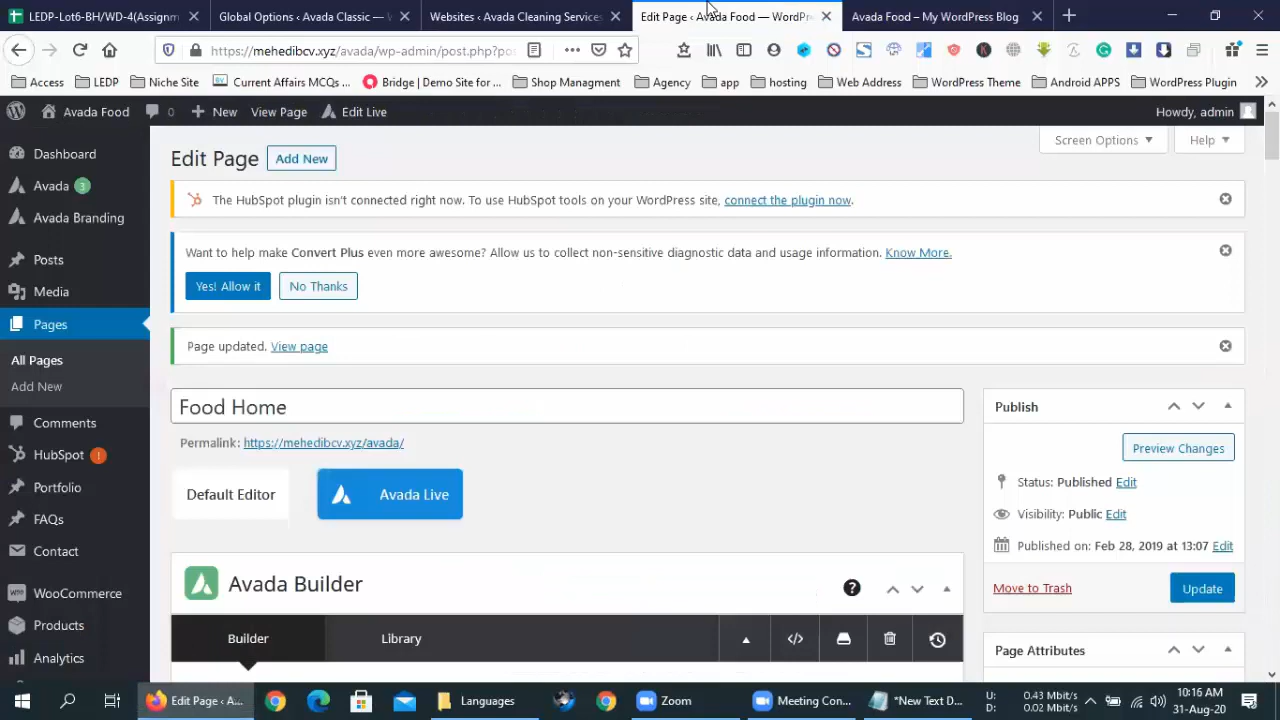 LEDP-Lot6-BH/WD-4(Assignm
Global Options ‹ Avada Classic —
Websites ‹ Avada Cleaning Services
Edit Page ‹ Avada Food — WordPr
Avada Food – My WordPress Blog
https://mehedibcv.xyz/avada/wp-admin/post.php?po
Access
LEDP
Niche Site
Current Affairs MCQs ...
Bridge | Demo Site for ...
Shop Managment
Agency
app
hosting
Web Address
WordPress Theme
Android APPS
WordPress Plugin
Avada Food
0
New
View Page
Edit Live
Howdy, admin
Dashboard
Avada 3
Avada Branding
Posts
Media
Pages
All Pages
Add New
Comments
HubSpot !
Portfolio
FAQs
Contact
WooCommerce
Products
Analytics
Screen Options
Help
Edit Page
Add New
The HubSpot plugin isn't connected right now. To use HubSpot tools on your WordPress site, connect the plugin now.
Want to help make Convert Plus even more awesome? Allow us to collect non-sensitive diagnostic data and usage information. Know More.
Yes! Allow it
No Thanks
Page updated. View page
Food Home
Permalink: https://mehedibcv.xyz/avada/
Default Editor
Avada Live
Avada Builder
?
Builder
Library
Publish
Preview Changes
Status: Published Edit
Visibility: Public Edit
Published on: Feb 28, 2019 at 13:07 Edit
Move to Trash
Update
Page Attributes
Edit Page ‹ A...
Languages
Zoom
Meeting Con...
*New Text D...
U: 0.43 Mbit/s
D: 0.02 Mbit/s
10:16 AM
31-Aug-20